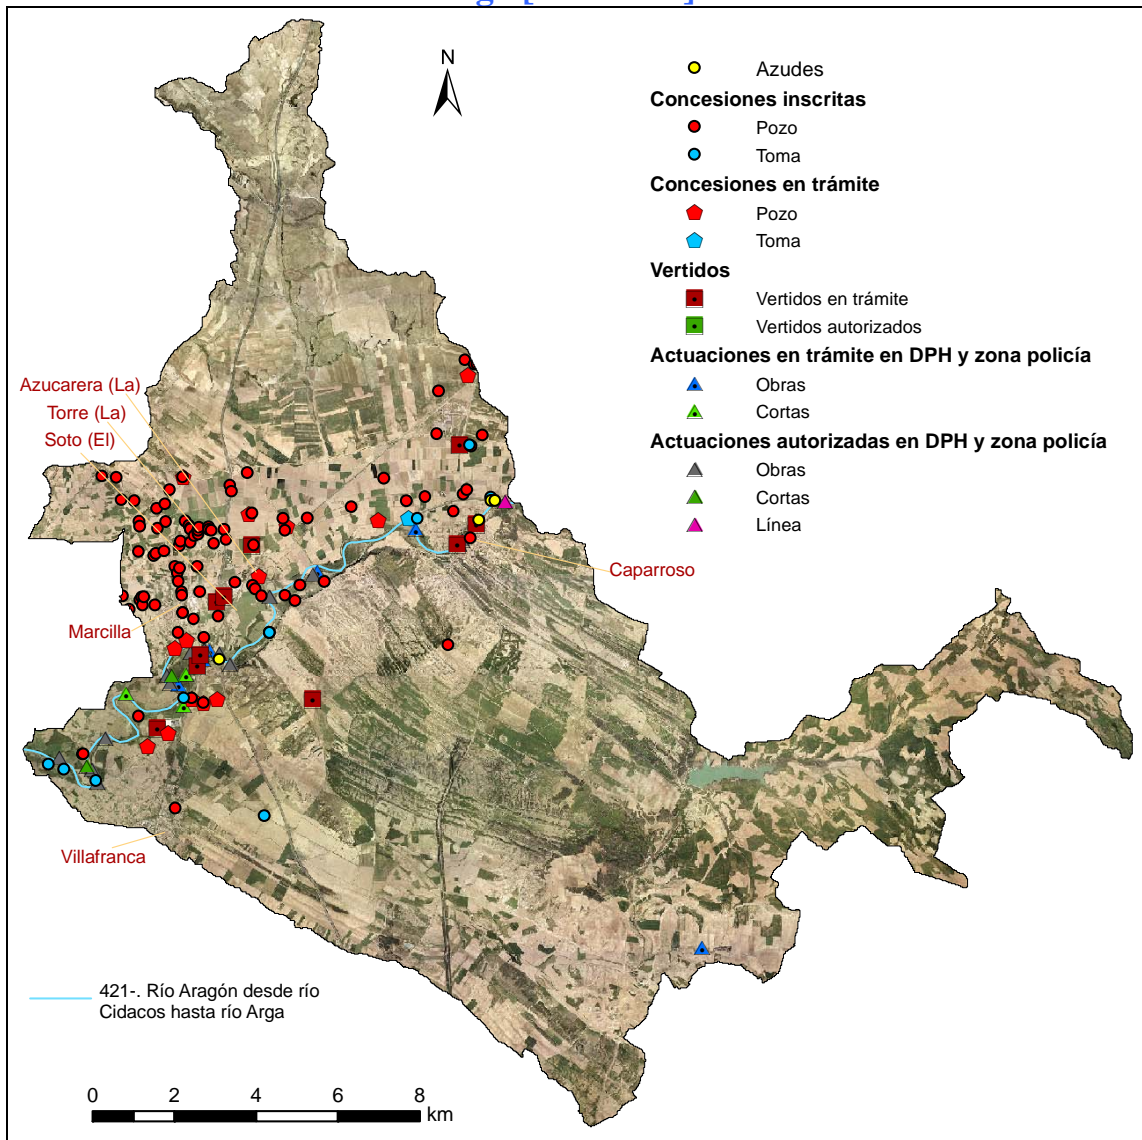 N
Azudes
Concesiones inscritas
Pozo
Toma
Concesiones en trámite
Pozo
Toma
Vertidos
Vertidos en trámite
Vertidos autorizados
Actuaciones en trámite en DPH y zona policía
Obras
Cortas
Actuaciones autorizadas en DPH y zona policía
Obras
Cortas
Línea
Azucarera (La)
Torre (La)
Soto (El)
Caparroso
Marcilla
Villafranca
421-. Río Aragón desde río
Cidacos hasta río Arga
0 2 4 6 8
km